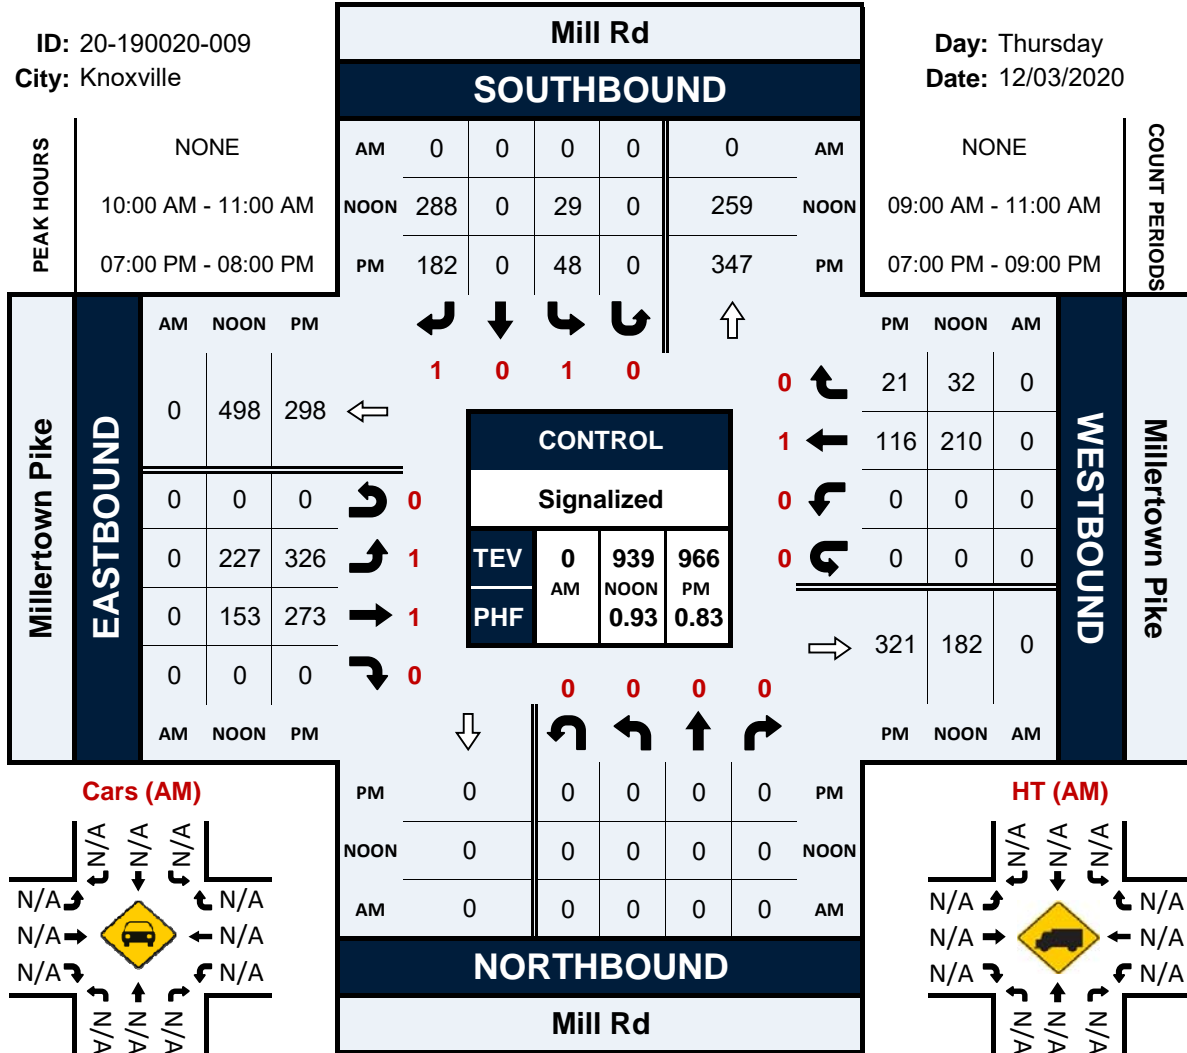 Mill Rd
ID: 20-190020-009
Day: Thursday
City: Knoxville
Date: 12/03/2020
SOUTHBOUND
PEAK HOURS
NONE
AM 0 0 0 0 0 AM
NONE
COUNT PERIODS
10:00 AM - 11:00 AM
NOON 288 0 29 0 259 NOON
09:00 AM - 11:00 AM
07:00 PM - 08:00 PM
PM 182 0 48 0 347 PM
07:00 PM - 09:00 PM
Millertown Pike
EASTBOUND
AM NOON PM
0 498 298
0 0 0 0
0 227 326 1
0 153 273 1
0 0 0 0
AM NOON PM
1 0 1 0
CONTROL
Signalized
TEV 0 939 966
AM NOON PM
PHF 0.93 0.83
PM NOON AM
0 21 32 0
1 116 210 0
0 0 0 0
0 0 0 0
321 182 0
PM NOON AM
WESTBOUND
Millertown Pike
0 0 0 0
PM 0 0 0 0 0 PM
NOON 0 0 0 0 0 NOON
AM 0 0 0 0 0 AM
NORTHBOUND
Mill Rd
Cars (AM)
N/A N/A N/A
N/A N/A
N/A N/A
N/A N/A
N/A N/A N/A
HT (AM)
N/A N/A N/A
N/A N/A
N/A N/A
N/A N/A
N/A N/A N/A